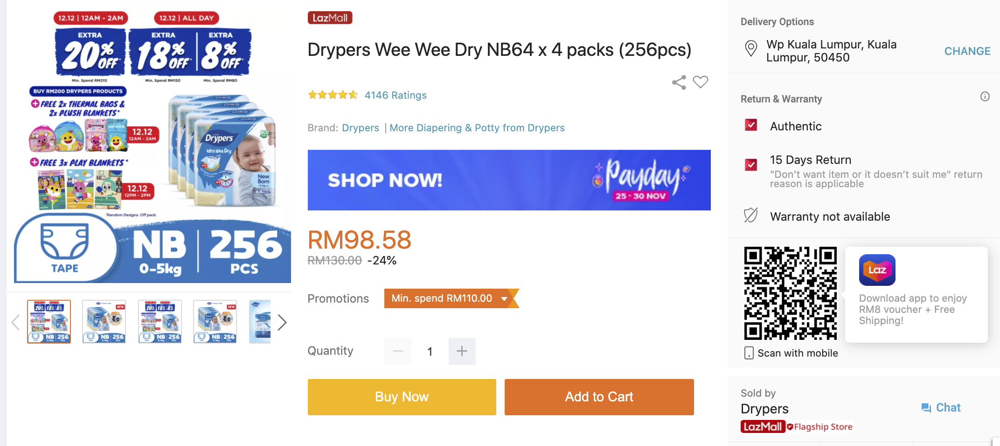 12.12 | 12AM - 2AM
12.12 | ALL DAY
EXTRA
20% OFF*
EXTRA
18% OFF*
EXTRA
8% OFF*
Min. Spend RM210
Min. Spend RM150
Min. Spend RM80
BUY RM200 DRYPERS PRODUCTS
+ FREE 2x THERMAL BAGS &
2x PLUSH BLANKETS*
12.12
12AM - 2AM
+ FREE 3x PLAY BLANKETS*
12.12
12PM - 2PM
*Random Designs. Off pack.
Drypers
Wee Wee Dry
eco
New
Born
64pcs
TAPE
NB
0-5kg
256
PCS
LazMall
Drypers Wee Wee Dry NB64 x 4 packs (256pcs)
4146 Ratings
Brand: Drypers | More Diapering & Potty from Drypers
SHOP NOW!
Payday
25 - 30 NOV
RM98.58
RM130.00 -24%
Promotions
Min. spend RM110.00
Quantity
1
Buy Now
Add to Cart
Delivery Options
Wp Kuala Lumpur, Kuala
Lumpur, 50450
CHANGE
Return & Warranty
Authentic
15 Days Return
"Don’t want item or it doesn’t suit me" return
reason is applicable
Warranty not available
Laz
Download app to enjoy
RM8 voucher + Free
Shipping!
Scan with mobile
Sold by
Drypers
Chat
LazMall Flagship Store